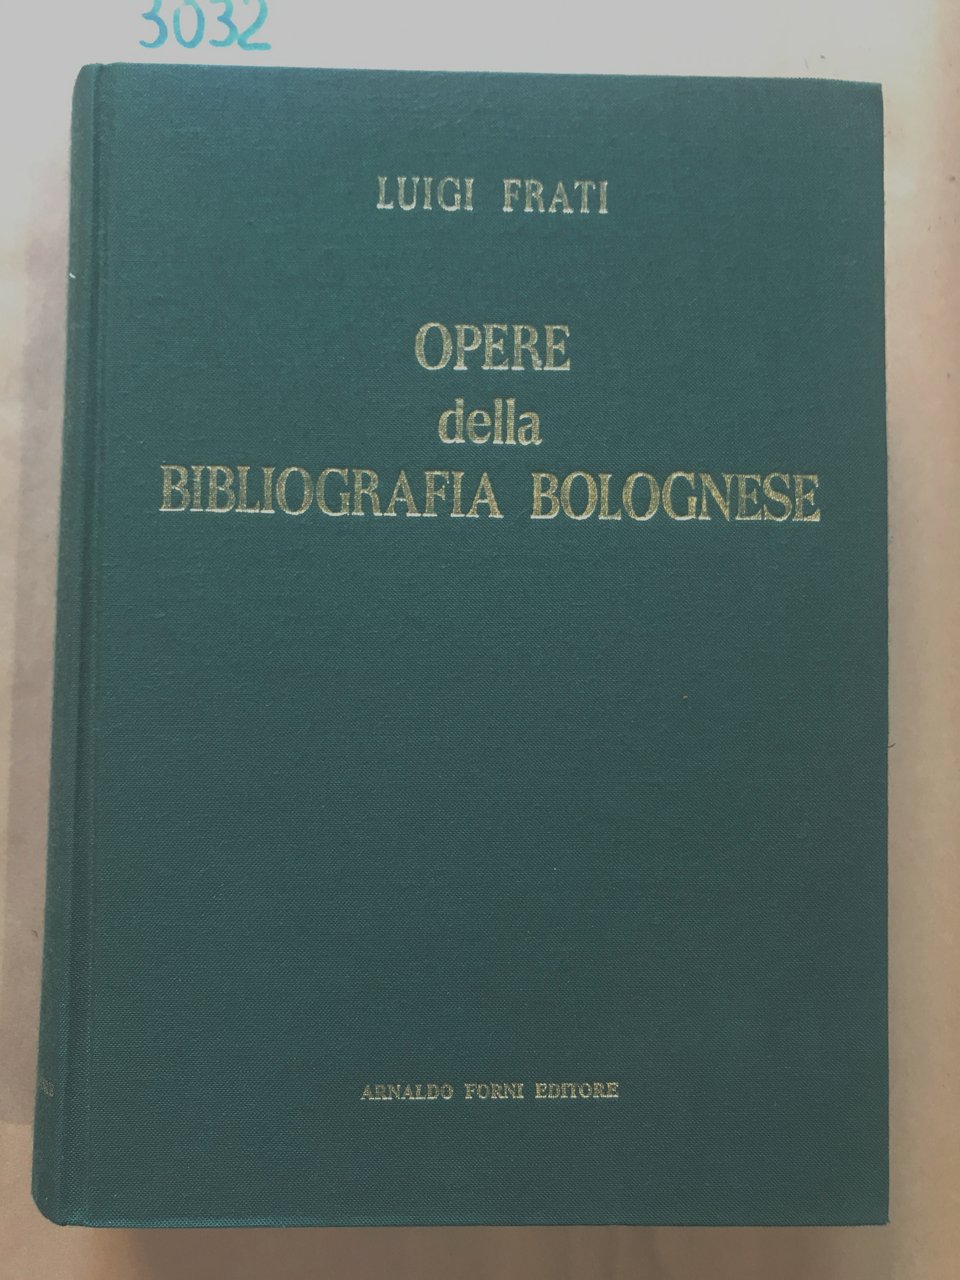 3032
LUIGI FRATI
OPERE
della
BIBLIOGRAFIA BOLOGNESE
ARNALDO FORNI EDITORE